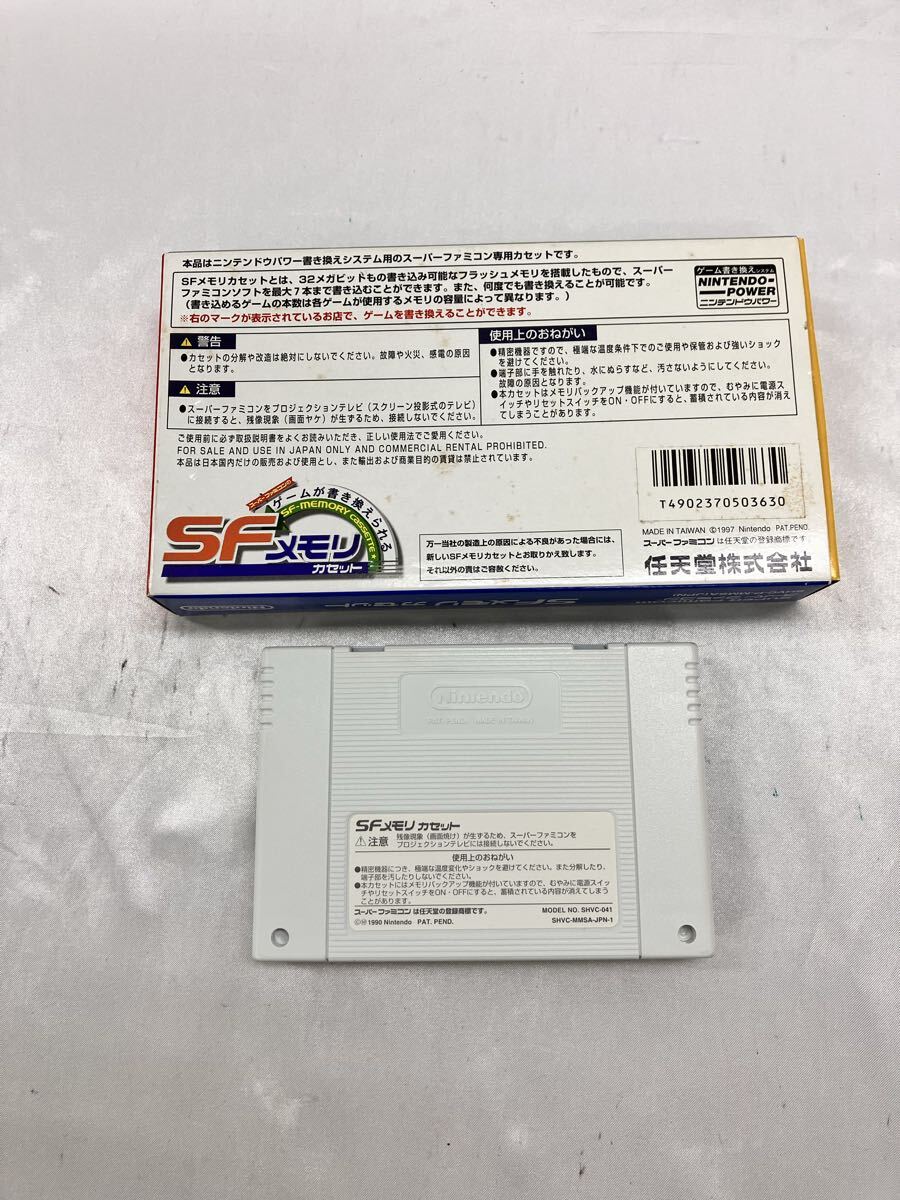 本品はニンテンドウパワー書き換えシステム用のスーパーファミコン専用カセットです。
SFメモリカセットとは、32メガビットもの書き込み可能なフラッシュメモリを搭載したもので、スーパー
ファミコンソフトを最大7本まで書き込むことができます。また、何度でも書き換えることが可能です。
(書き込めるゲームの本数は各ゲームが使用するメモリの容量によって異なります。)
※右のマークが表示されているお店で、ゲームを書き換えることができます。
ゲーム書き換えシステム
NINTENDO-
POWER
ニンテンドウパワー
⚠ 警告
●カセットの分解や改造は絶対にしないでください。故障や火災、感電の原因
となります。
⚠ 注意
●スーパーファミコンをプロジェクションテレビ(スクリーン投影式のテレビ)
に接続すると、残像現象(画面ヤケ)が生ずるため、接続しないでください。
使用上のおねがい
●精密機器ですので、極端な温度条件下でのご使用や保管および強いショック
を避けてください。
●端子部に手を触れたり、水にぬらすなど、汚さないようにしてください。
故障の原因となります。
●本カセットはメモリバックアップ機能が付いていますので、むやみに電源ス
イッチやリセットスイッチをON・OFFにすると、蓄積されている内容が消え
てしまうことがあります。
ご使用前に必ず取扱説明書をよくお読みいただき、正しい使用法でご愛用ください。
FOR SALE AND USE IN JAPAN ONLY AND COMMERCIAL RENTAL PROHIBITED.
本品は日本国内だけの販売および使用とし、また輸出および商業目的の賃貸は禁止されています。
スーパーファミコンの
ゲームが書き換えられる
SF-MEMORY CASSETTE
SFメモリ
カセット
万一当社の製造上の原因による不良があった場合には、
新しいSFメモリカセットとお取りかえ致します。
それ以外の責はご容赦ください。
T4902370503630
MADE IN TAIWAN ©1997 Nintendo PAT.PEND.
スーパーファミコンは任天堂の登録商標です。
任天堂株式会社
Nintendo
SFメモリ カセット
SHVC-P-MMSA(JPN)
Nintendo
PAT. PEND. MADE IN TAIWAN
SFメモリ カセット
⚠注意
残像現象(画面焼け)が生ずるため、スーパーファミコンを
プロジェクションテレビには接続しないでください。
使用上のおねがい
●精密機器につき、極端な温度変化やショックを避けてください。また分解したり、
端子部を汚したりしないでください。
●本カセットにはメモリバックアップ機能が付いていますので、むやみに電源スイッ
チやリセットスイッチをON・OFFにすると、蓄積されている内容が消えてしまう
ことがあります。
スーパーファミコンは任天堂の登録商標です。
MODEL NO. SHVC-041
©Ⓟ1990 Nintendo PAT. PEND.
SHVC-MMSA-JPN-1